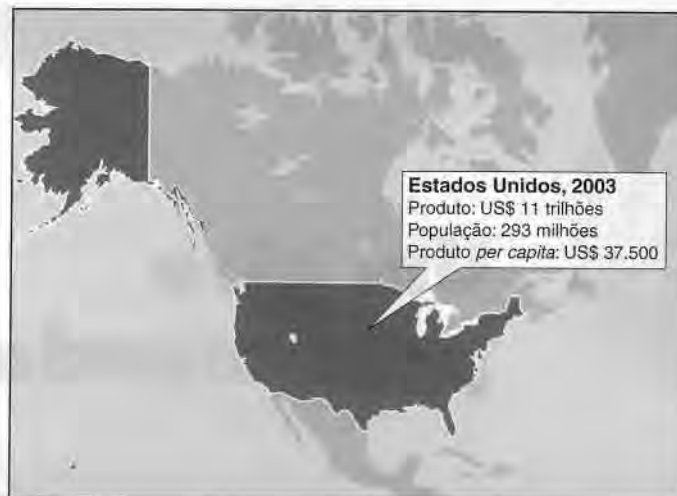 Estados Unidos, 2003
Produto: US$ 11 trilhões
População: 293 milhões
Produto per capita: US$ 37.500